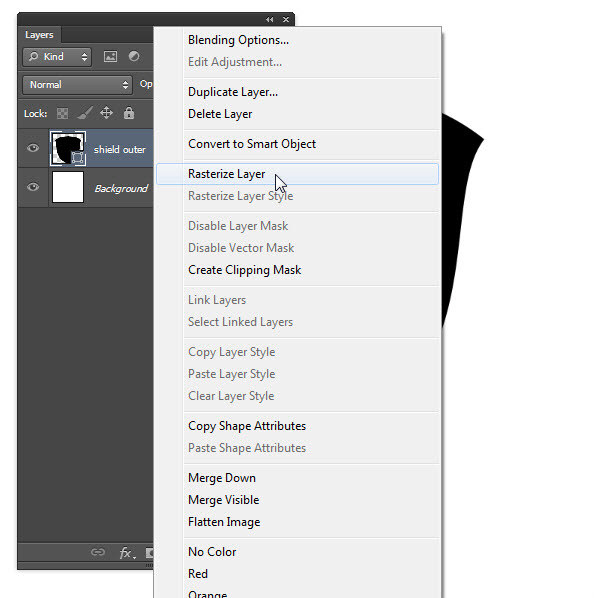 Layers
Kind
Normal
Op
Lock:
shield outer
Background
fx
Blending Options...
Edit Adjustment...
Duplicate Layer...
Delete Layer
Convert to Smart Object
Rasterize Layer
Rasterize Layer Style
Disable Layer Mask
Disable Vector Mask
Create Clipping Mask
Link Layers
Select Linked Layers
Copy Layer Style
Paste Layer Style
Clear Layer Style
Copy Shape Attributes
Paste Shape Attributes
Merge Down
Merge Visible
Flatten Image
No Color
Red
Orange